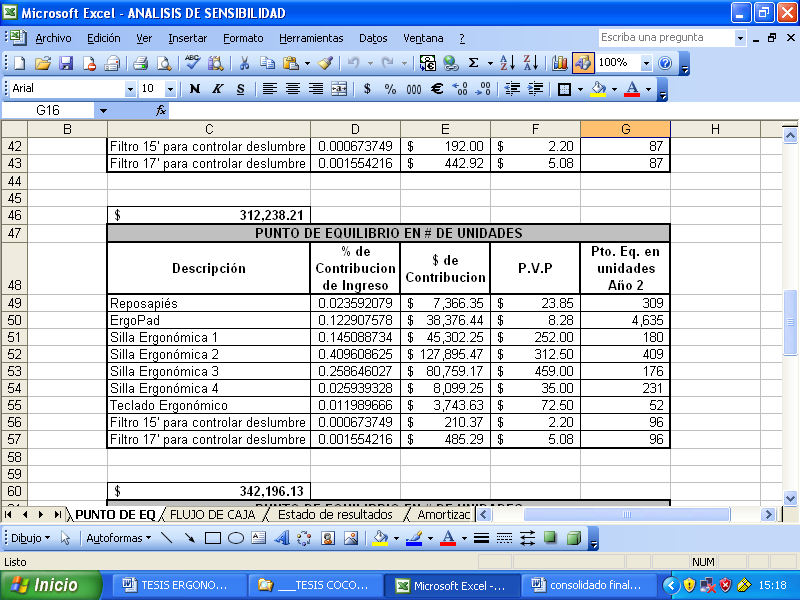 Microsoft Excel - ANALISIS DE SENSIBILIDAD
Archivo Edición Ver Insertar Formato Herramientas Datos Ventana ? Escriba una pregunta
100%
Arial 10 N K S $ % 000 €
G16 fx
B C D E F G H
42 Filtro 15' para controlar deslumbre 0.000673749 $ 192.00 $ 2.20 87
43 Filtro 17' para controlar deslumbre 0.001554216 $ 442.92 $ 5.08 87
44
45
46 $ 312,238.21
47 PUNTO DE EQUILIBRIO EN # DE UNIDADES
48 Descripción % de Contribucion de Ingreso $ de Contribucion P.V.P Pto. Eq. en unidades Año 2
49 Reposapiés 0.023592079 $ 7,366.35 $ 23.85 309
50 ErgoPad 0.122907578 $ 38,376.44 $ 8.28 4,635
51 Silla Ergonómica 1 0.145088734 $ 45,302.25 $ 252.00 180
52 Silla Ergonómica 2 0.409608625 $ 127,895.47 $ 312.50 409
53 Silla Ergonómica 3 0.258646027 $ 80,759.17 $ 459.00 176
54 Silla Ergonómica 4 0.025939328 $ 8,099.25 $ 35.00 231
55 Teclado Ergonómico 0.011989666 $ 3,743.63 $ 72.50 52
56 Filtro 15' para controlar deslumbre 0.000673749 $ 210.37 $ 2.20 96
57 Filtro 17' para controlar deslumbre 0.001554216 $ 485.29 $ 5.08 96
58
59
60 $ 342,196.13
PUNTO DE EQ FLUJO DE CAJA Estado de resultados Amortizac
Dibujo Autoformas
Listo NUM
Inicio TESIS ERGONO... ___TESIS COCO... Microsoft Excel -... consolidado final... 15:18